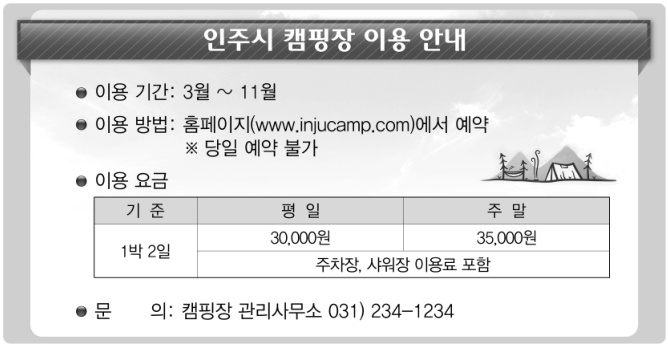 인주시 캠핑장 이용 안내
이용 기간: 3월 ~ 11월
이용 방법: 홈페이지(www.injucamp.com)에서 예약
※ 당일 예약 불가
이용 요금
기 준 평 일 주 말
1박 2일 30,000원 35,000원
주차장, 샤워장 이용료 포함
문 의: 캠핑장 관리사무소 031) 234-1234